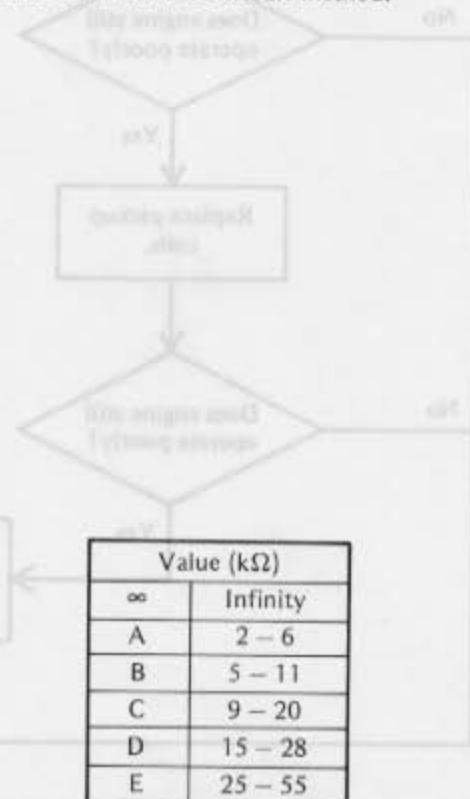 Does engine still
operate poorly?
No
Yes
Replace pickup
coils.
Does engine still
operate poorly?
No
Yes
Value (kΩ)
∞ Infinity
A 2 – 6
B 5 – 11
C 9 – 20
D 15 – 28
E 25 – 55